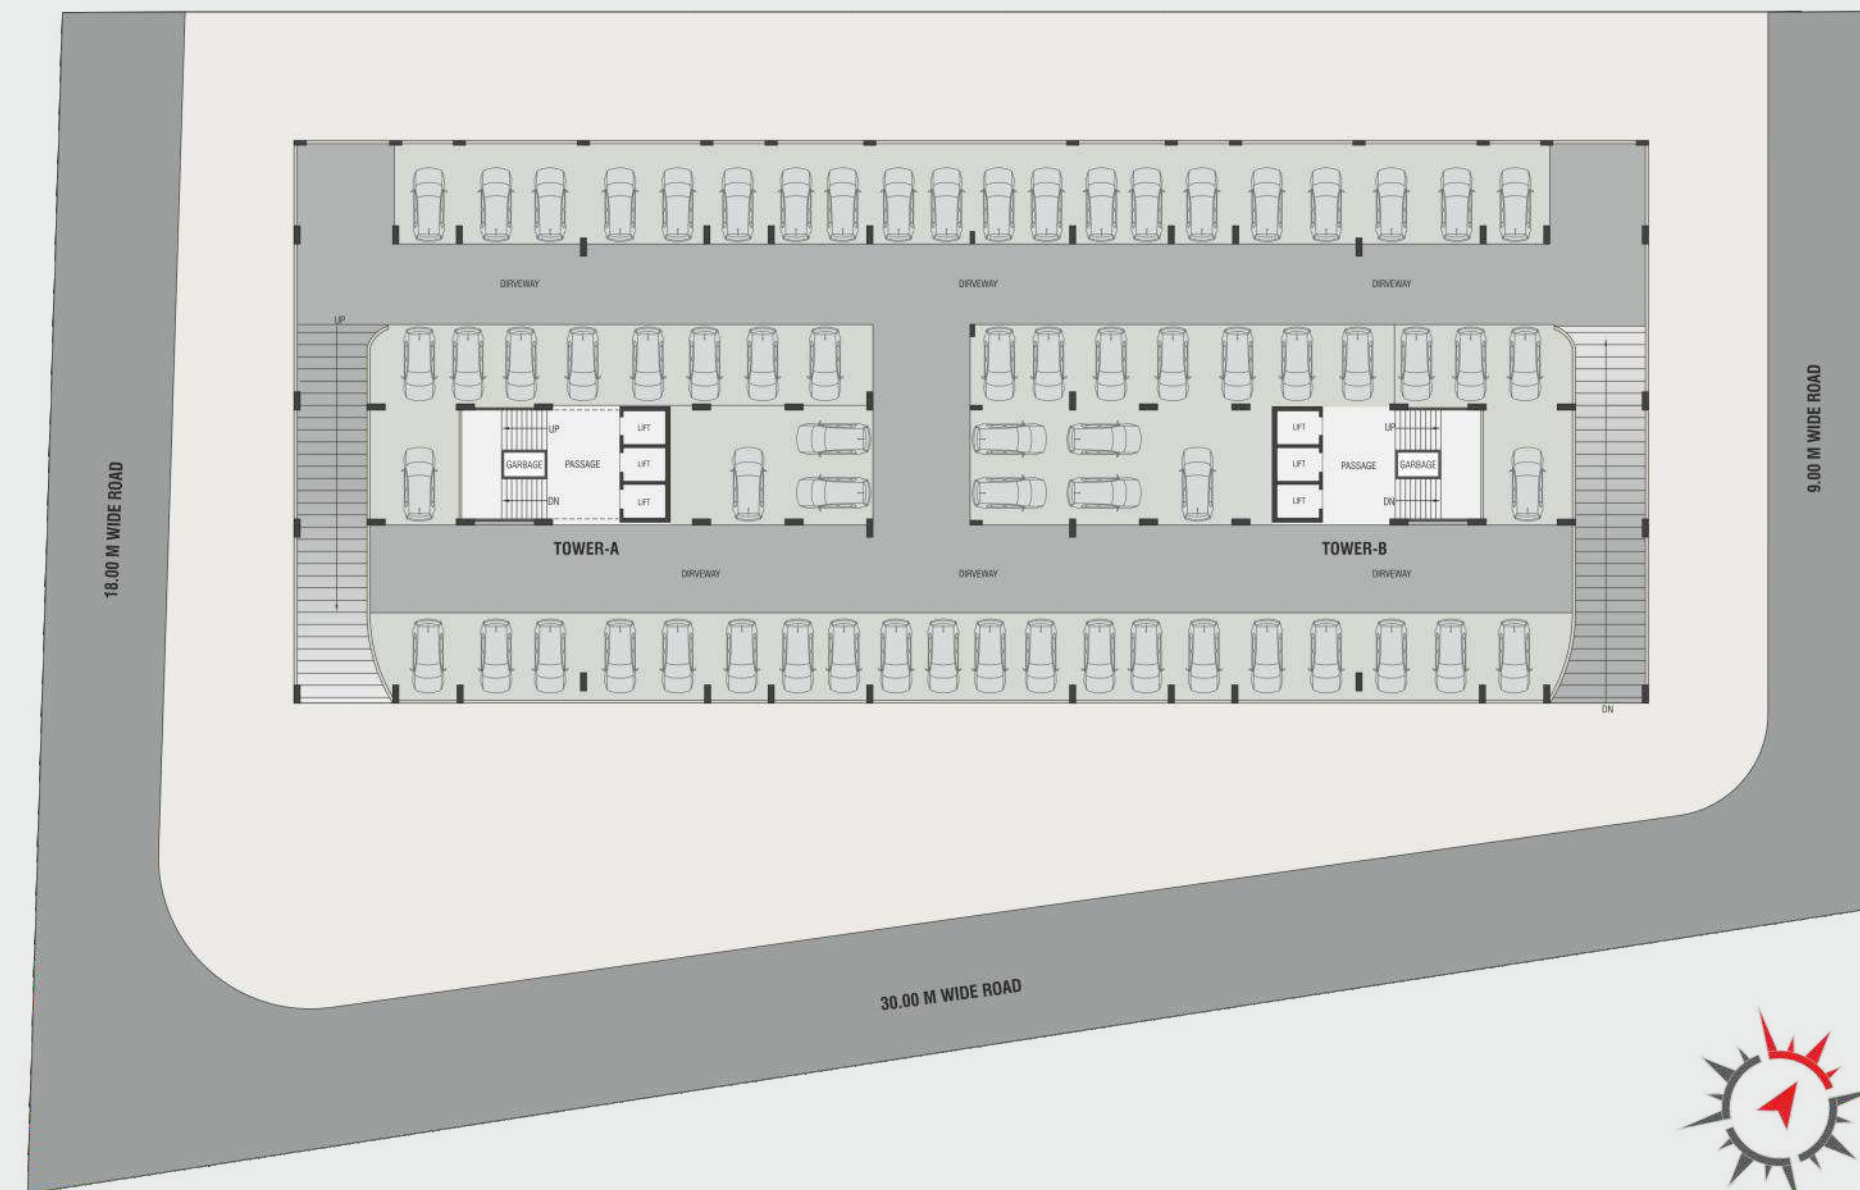 DIRVEWAY
DIRVEWAY
DIRVEWAY
UP
LIFT
LIFT
UP
UP
GARBAGE
PASSAGE
LIFT
LIFT
PASSAGE
GARBAGE
DN
LIFT
LIFT
DN
TOWER-A
TOWER-B
DIRVEWAY
DIRVEWAY
DIRVEWAY
DN
18.00 M WIDE ROAD
9.00 M WIDE ROAD
30.00 M WIDE ROAD